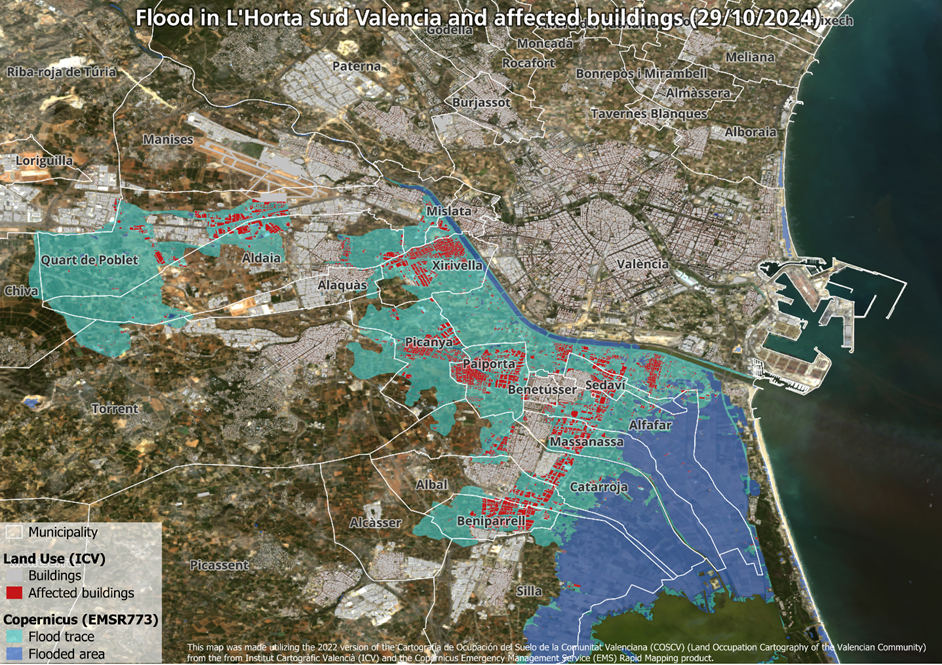 Flood in L'Horta Sud Valencia and affected buildings.(29/10/2024)
Godella
Moncada
Rocafort
Meliana
Paterna
Riba-roja de Túria
Bonrepòs i Mirambell
Almàssera
Burjassot
Tavernes Blanques
Alboraia
Manises
Loriguilla
Mislata
Quart de Poblet
Aldaia
Xirivella
València
Alaquàs
Chiva
Picanya
Paiporta
Benetússer
Sedaví
Torrent
Alfafar
Massanassa
Albal
Catarroja
Alcàsser
Beniparrell
Picassent
Silla
Municipality
Land Use (ICV)
Buildings
Affected buildings
Copernicus (EMSR773)
Flood trace
Flooded area
This map was made utilizing the 2022 version of the Cartografia de Ocupación del Suelo de la Comunitat Valenciana (COSCV) (Land Occupation Cartography of the Valencian Community)
from the from Institut Cartogràfic Valencià (ICV) and the Copernicus Emergency Management Service (EMS) Rapid Mapping product.